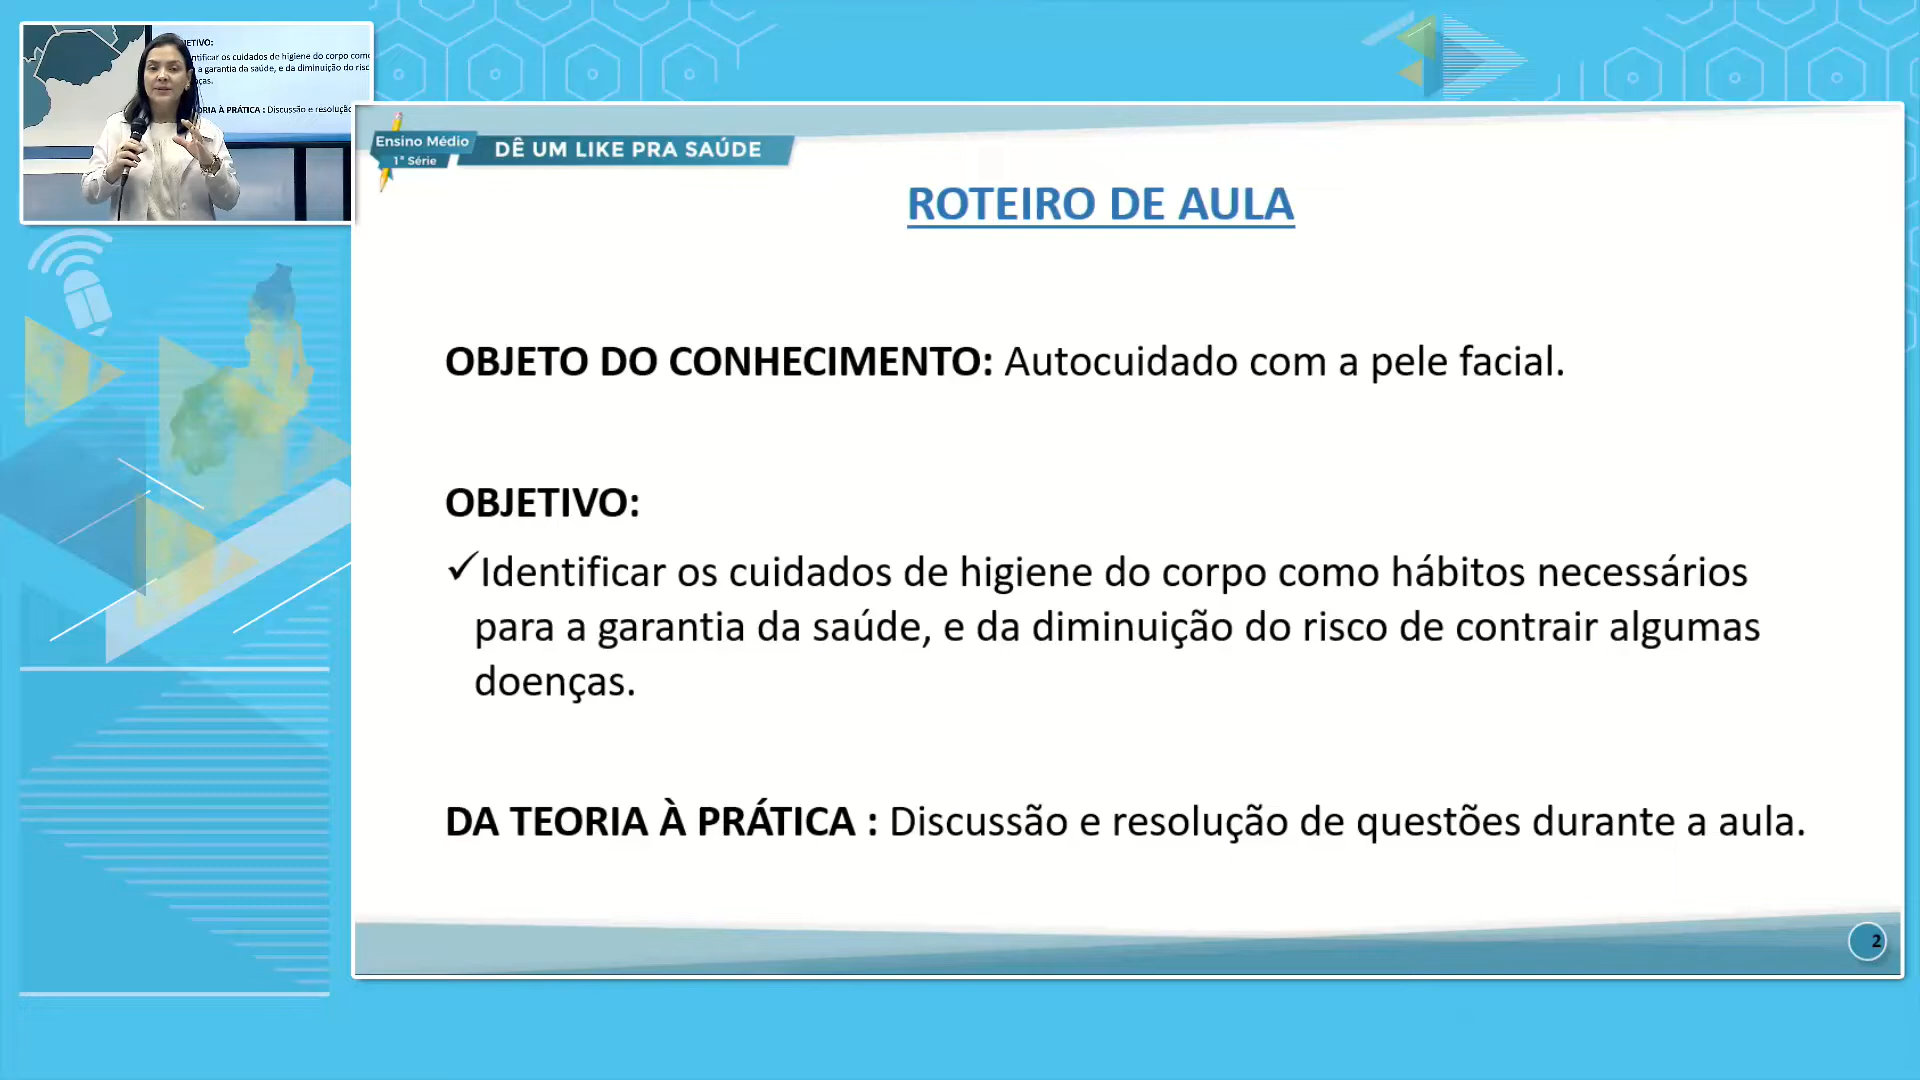 JETIVO:
ntificar os cuidados de higiene do corpo como
a garantia da saúde, e da diminuição do risc
ças.
ORIA À PRÁTICA : Discussão e resolução
Ensino Médio
1ª Série
DÊ UM LIKE PRA SAÚDE
ROTEIRO DE AULA
OBJETO DO CONHECIMENTO: Autocuidado com a pele facial.
OBJETIVO:
✓Identificar os cuidados de higiene do corpo como hábitos necessários
para a garantia da saúde, e da diminuição do risco de contrair algumas
doenças.
DA TEORIA À PRÁTICA : Discussão e resolução de questões durante a aula.
2